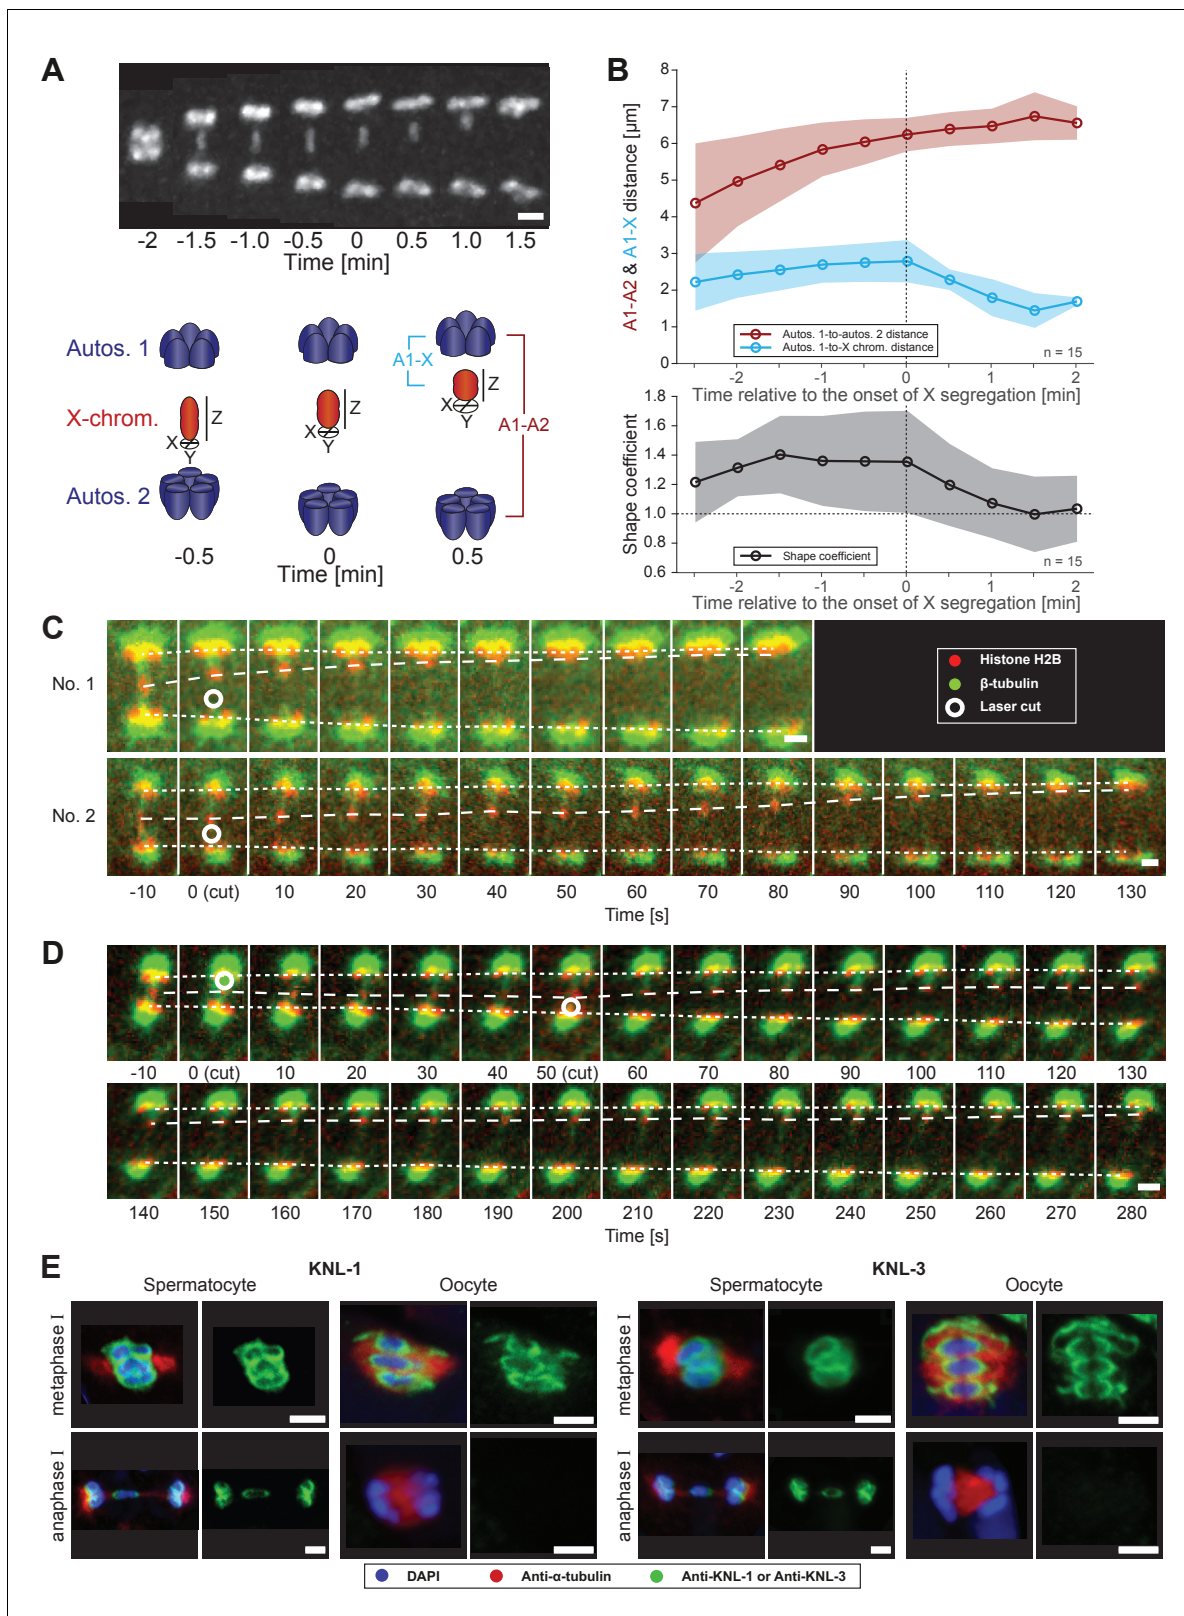 A
-2 -1.5 -1.0 -0.5 0 0.5 1.0 1.5
Time [min]
Autos. 1
X-chrom.
Autos. 2
Z
X
Y
Z
X
Y
A1-X
Z
X
Y
A1-A2
-0.5 0 0.5
Time [min]
B
A1-A2 & A1-X distance [µm]
8
7
6
5
4
3
2
1
0
Autos. 1-to-autos. 2 distance
Autos. 1-to-X chrom. distance
n = 15
-2 -1 0 1 2
Time relative to the onset of X segregation [min]
Shape coefficient
1.8
1.6
1.4
1.2
1.0
0.8
0.6
Shape coefficient
n = 15
-2 -1 0 1 2
Time relative to the onset of X segregation [min]
C
No. 1
Histone H2B
β-tubulin
Laser cut
No. 2
-10 0 (cut) 10 20 30 40 50 60 70 80 90 100 110 120 130
Time [s]
D
-10 0 (cut) 10 20 30 40 50 (cut) 60 70 80 90 100 110 120 130
140 150 160 170 180 190 200 210 220 230 240 250 260 270 280
Time [s]
E
KNL-1 KNL-3
Spermatocyte Oocyte Spermatocyte Oocyte
metaphase I
metaphase I
anaphase I
anaphase I
DAPI Anti-α-tubulin Anti-KNL-1 or Anti-KNL-3